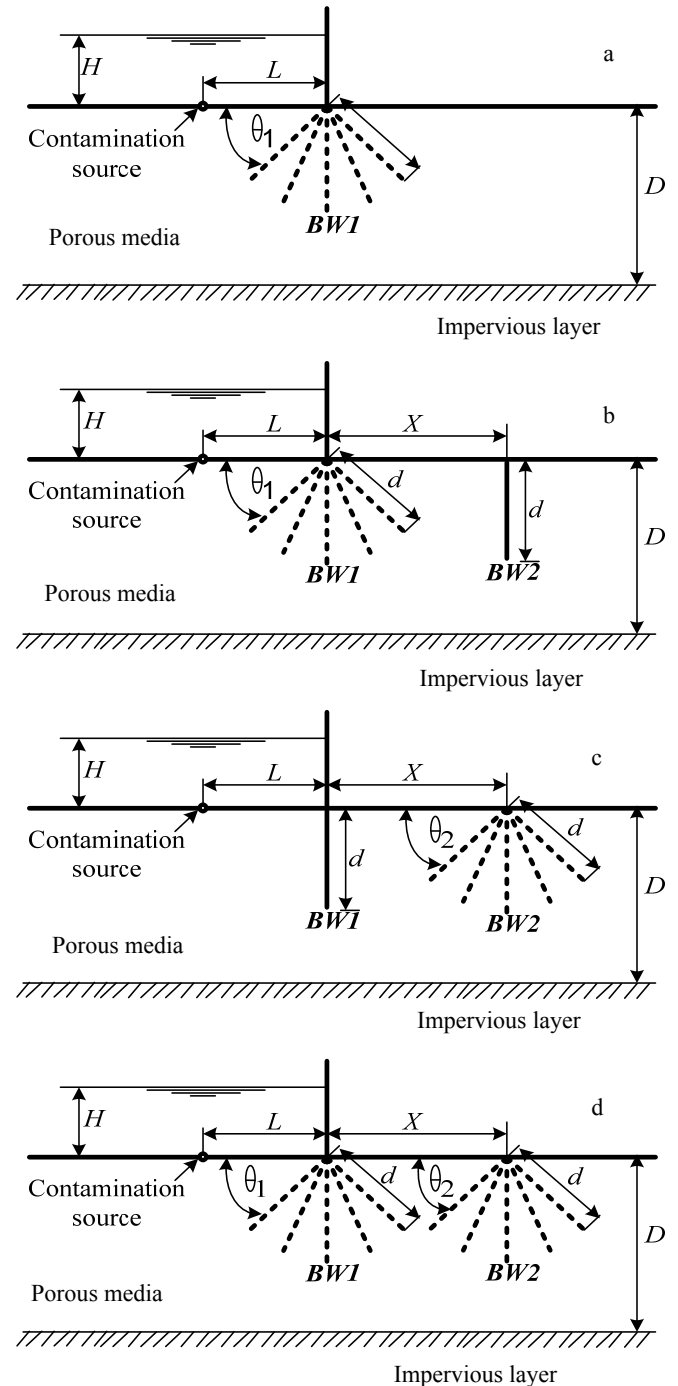 a
H
L
Contamination
source
θ1
D
Porous media
BW1
Impervious layer
b
H
L
X
Contamination
source
θ1
d
d
D
BW1
BW2
Porous media
Impervious layer
c
H
L
X
Contamination
source
d
θ2
d
D
BW1
BW2
Porous media
Impervious layer
d
H
L
X
Contamination
source
θ1
d
θ2
d
D
BW1
BW2
Porous media
Impervious layer